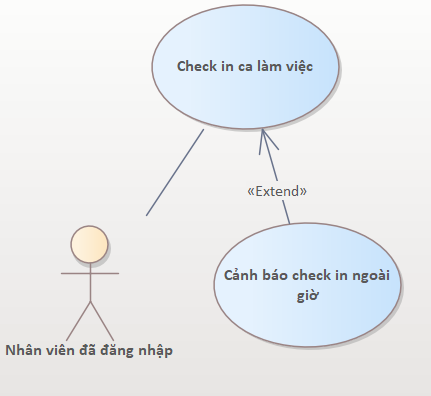 Check in ca làm việc
«Extend»
Cảnh báo check in ngoài
giờ
Nhân viên đã đăng nhập